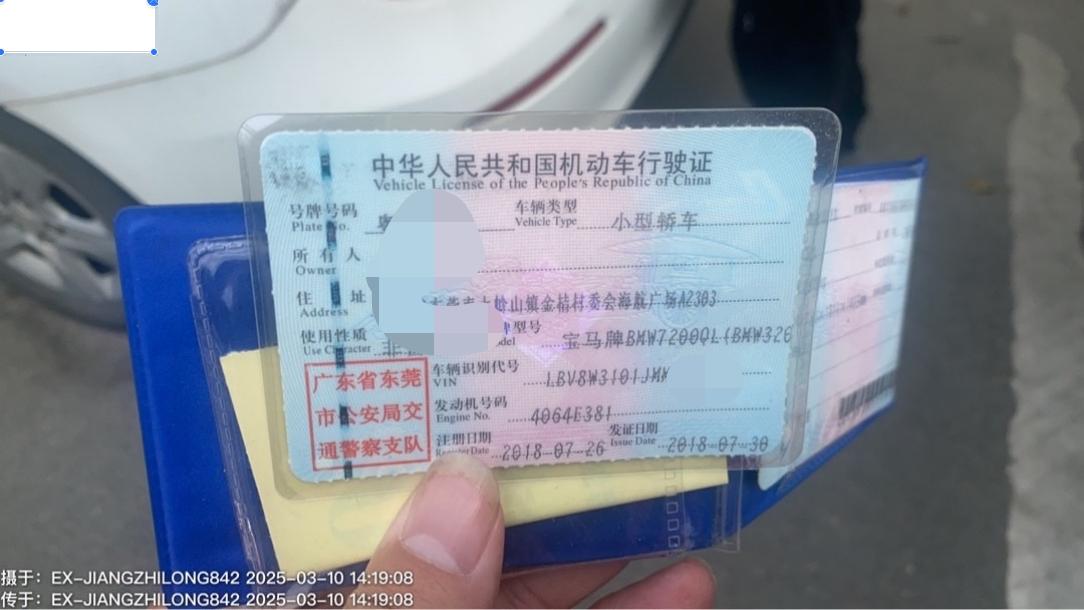 中华人民共和国机动车行驶证
Vehicle License of the People's Republic of China
号牌号码
Plate No.
车辆类型
Vehicle Type
小型轿车
所有人
Owner
住址
Address
岭山镇金桔村委会海航广场A2303
使用性质
Use Character
非
型号
宝马牌BMW7200QL(BMW320
车辆识别代号
VIN
LBV8W3101JM
发动机号码
Engine No.
4064E381
注册日期
Register Date
2018-07-26
发证日期
Issue Date
2018-07-30
广东省东莞
市公安局交
通警察支队
摄于: EX-JIANGZHILONG842 2025-03-10 14:19:08
传于: EX-JIANGZHILONG842 2025-03-10 14:19:08